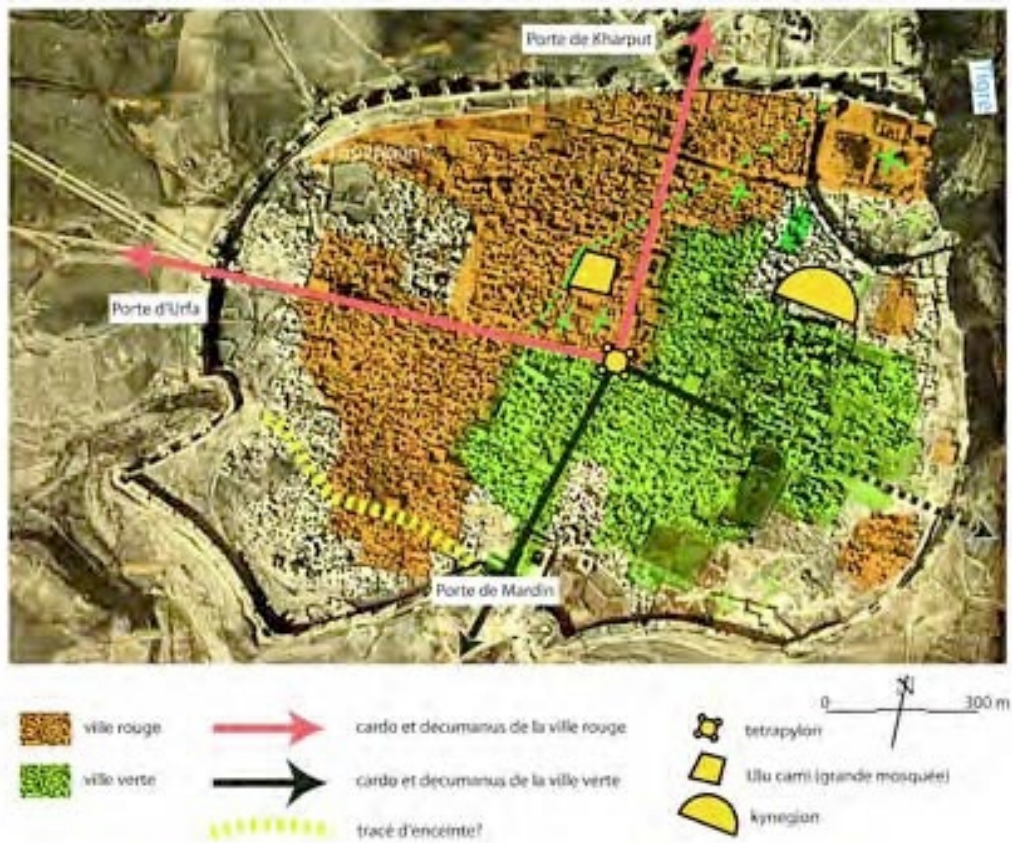 Porte de Kharput
Tigre
Porte d'Urfa
Porte de Mardin
ville rouge
ville verte
cardo et decumanus de la ville rouge
cardo et decumanus de la ville verte
tracé d'enceinte?
N
0 300 m
tetrapylon
Ulu cami (grande mosquée)
kynegion